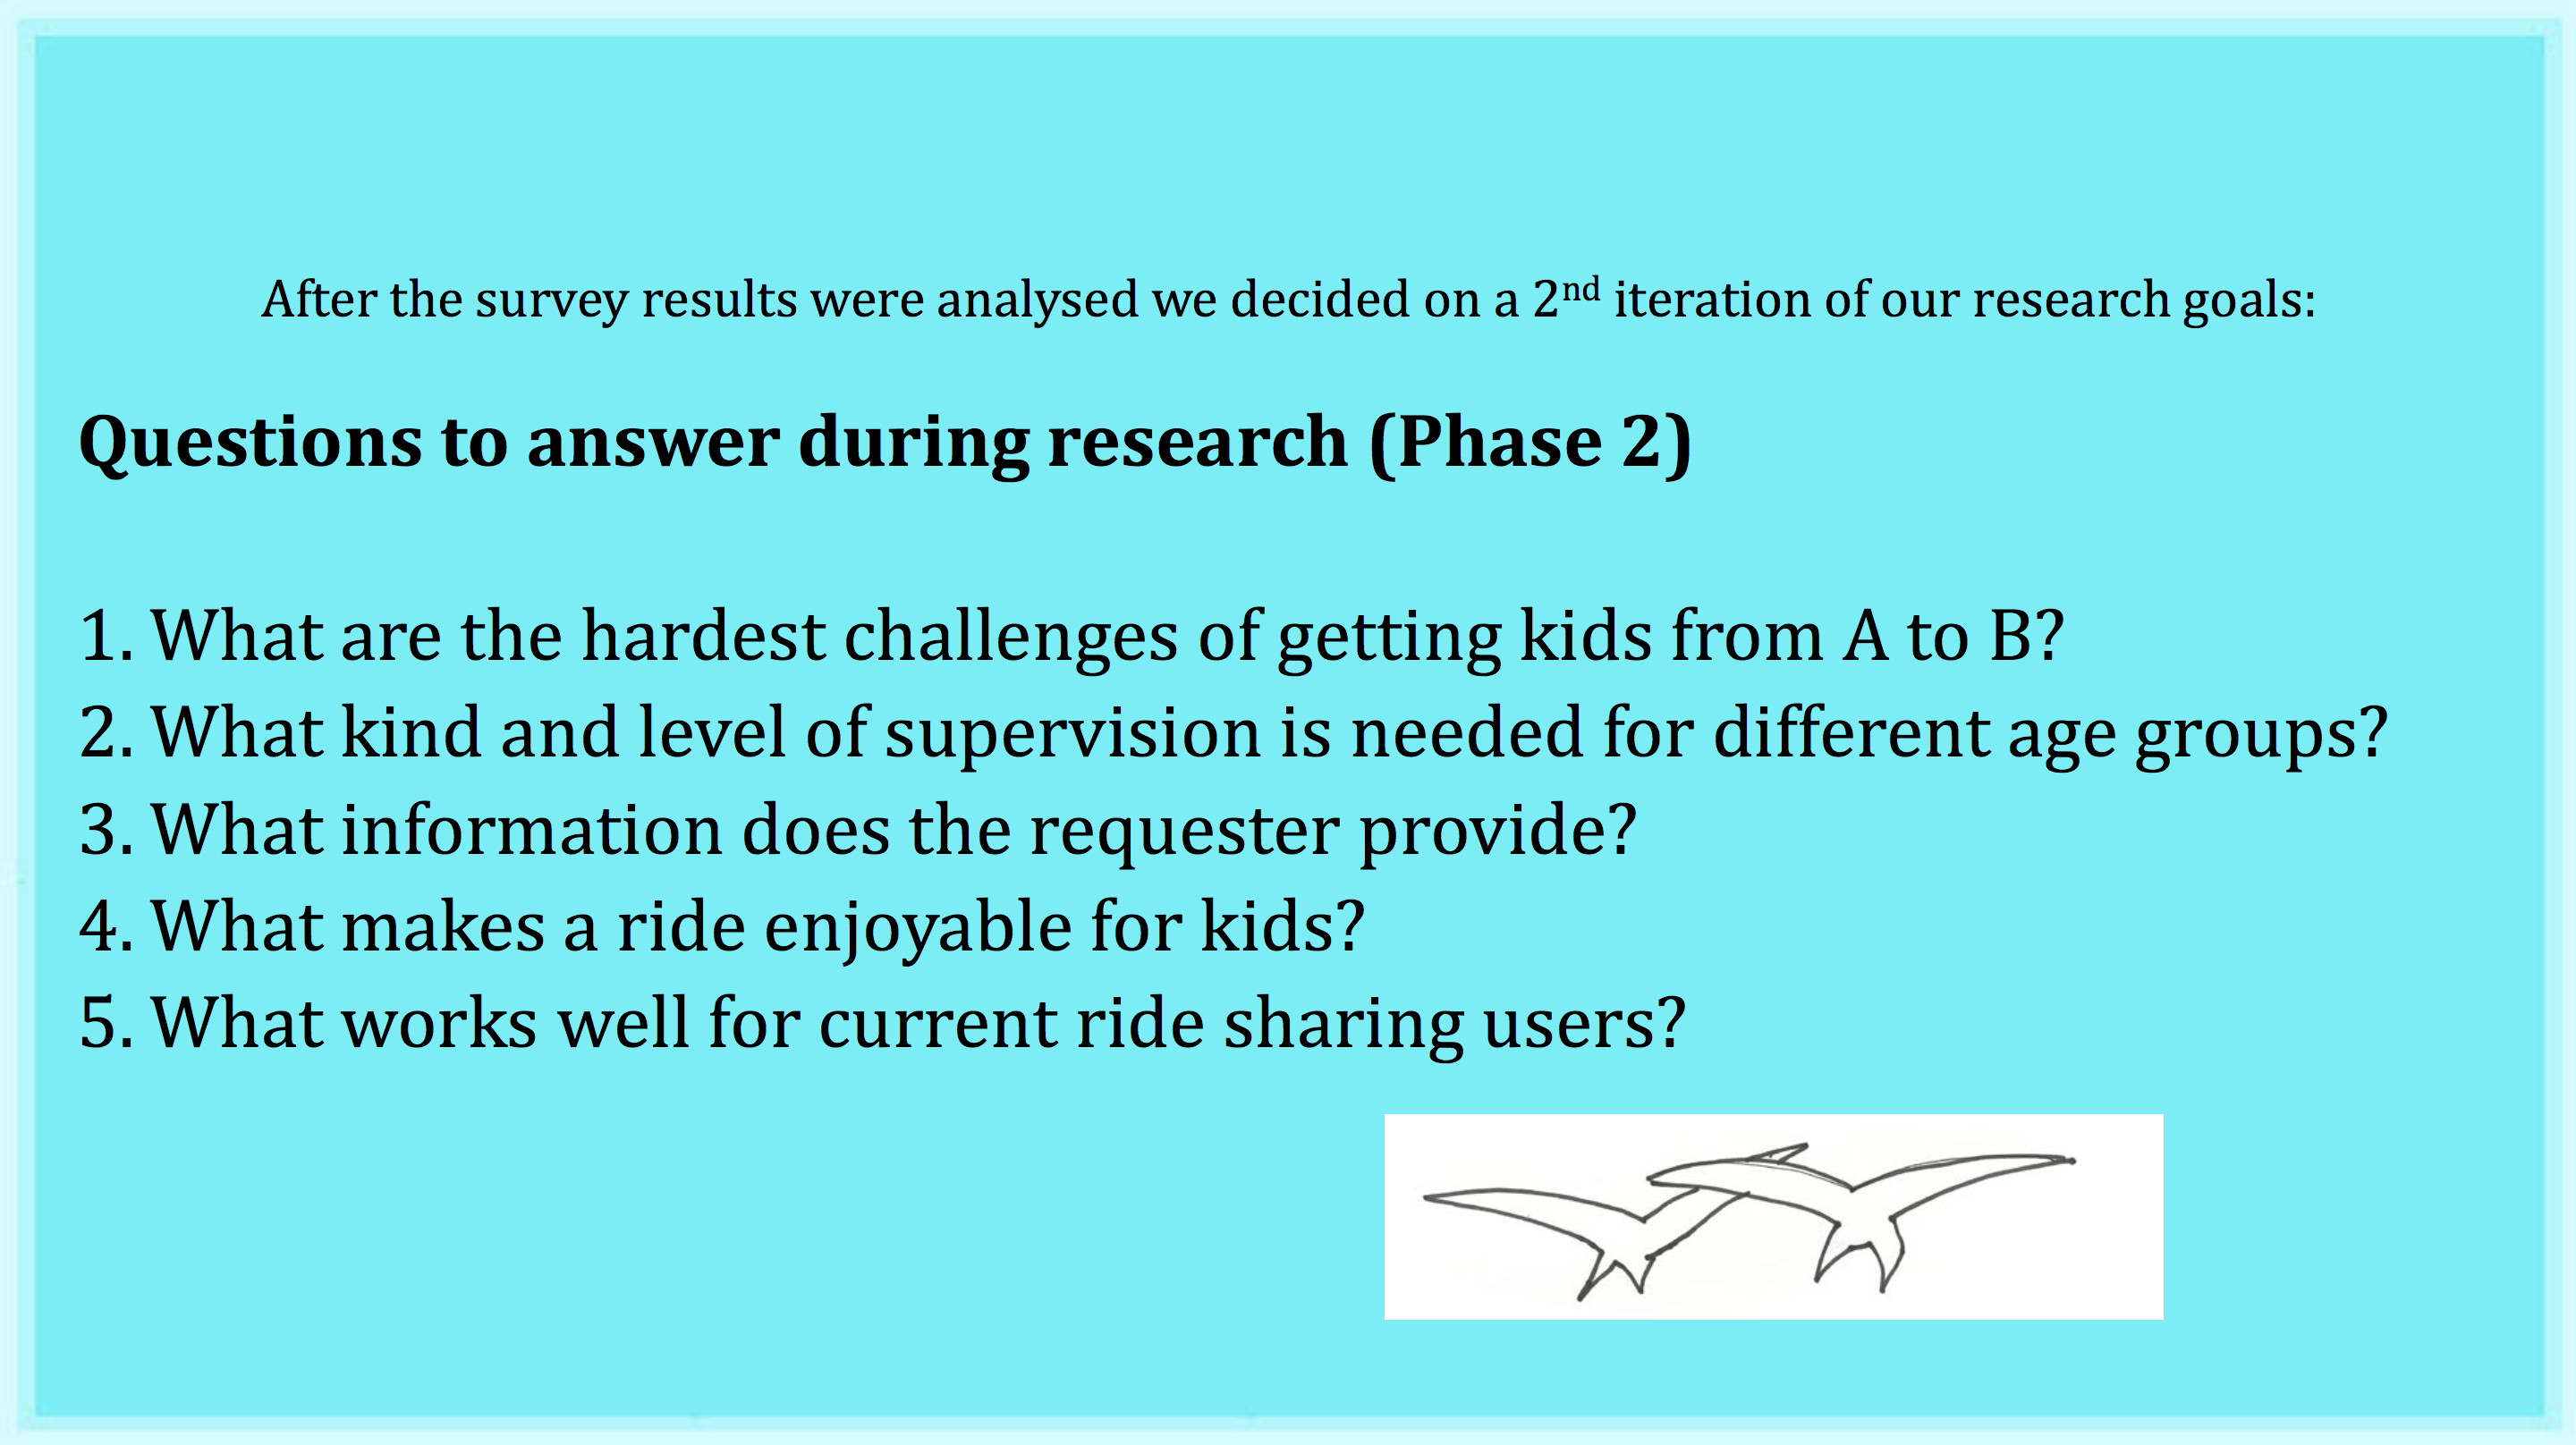 After the survey results were analysed we decided on a 2nd iteration of our research goals:
Questions to answer during research (Phase 2)
1. What are the hardest challenges of getting kids from A to B?
2. What kind and level of supervision is needed for different age groups?
3. What information does the requester provide?
4. What makes a ride enjoyable for kids?
5. What works well for current ride sharing users?